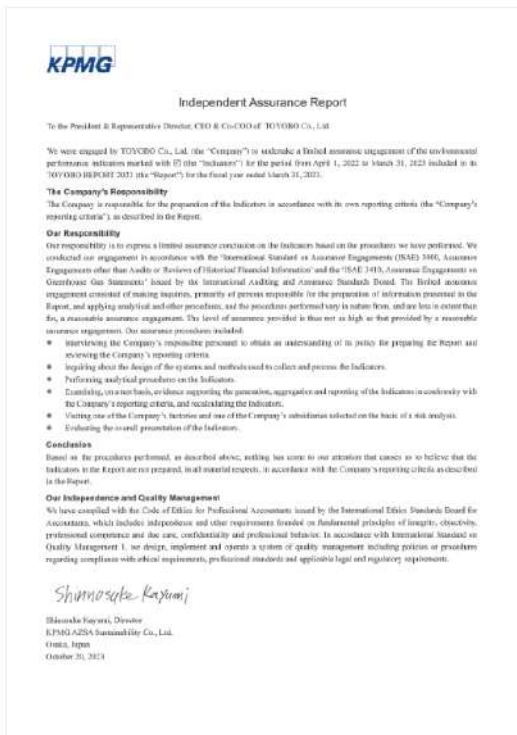 KPMG
Independent Assurance Report
To the President & Representative Director, CEO & Co-COO of TOYOBO Co., Ltd.
We were engaged by TOYOBO Co., Ltd. (the "Company") to undertake a limited assurance engagement of the environmental
performance indicators marked with ☑ (the "Indicators") for the period from April 1, 2022 to March 31, 2023 included in its
TOYOBO REPORT 2023 (the "Report") for the fiscal year ended March 31, 2023.
The Company's Responsibility
The Company is responsible for the preparation of the Indicators in accordance with its own reporting criteria (the "Company's
reporting criteria"), as described in the Report.
Our Responsibility
Our responsibility is to express a limited assurance conclusion on the Indicators based on the procedures we have performed. We
conducted our engagement in accordance with the 'International Standard on Assurance Engagements (ISAE) 3000, Assurance
Engagements other than Audits or Reviews of Historical Financial Information' and the 'ISAE 3410, Assurance Engagements on
Greenhouse Gas Statements' issued by the International Auditing and Assurance Standards Board. The limited assurance
engagement consisted of making inquiries, primarily of persons responsible for the preparation of information presented in the
Report, and applying analytical and other procedures, and the procedures performed vary in nature from, and are less in extent than
for, a reasonable assurance engagement. The level of assurance provided is thus not as high as that provided by a reasonable
assurance engagement. Our assurance procedures included:
● Interviewing the Company's responsible personnel to obtain an understanding of its policy for preparing the Report and
reviewing the Company's reporting criteria.
● Inquiring about the design of the systems and methods used to collect and process the Indicators.
● Performing analytical procedures on the Indicators.
● Examining, on a test basis, evidence supporting the generation, aggregation and reporting of the Indicators in conformity with
the Company's reporting criteria, and recalculating the Indicators.
● Visiting one of the Company's factories and one of the Company's subsidiaries selected on the basis of a risk analysis.
● Evaluating the overall presentation of the Indicators.
Conclusion
Based on the procedures performed, as described above, nothing has come to our attention that causes us to believe that the
Indicators in the Report are not prepared, in all material respects, in accordance with the Company's reporting criteria as described
in the Report.
Our Independence and Quality Management
We have complied with the Code of Ethics for Professional Accountants issued by the International Ethics Standards Board for
Accountants, which includes independence and other requirements founded on fundamental principles of integrity, objectivity,
professional competence and due care, confidentiality and professional behavior. In accordance with International Standard on
Quality Management 1, we design, implement and operate a system of quality management including policies or procedures
regarding compliance with ethical requirements, professional standards and applicable legal and regulatory requirements.
Shinnosuke Kayumi
Shinnosuke Kayumi, Director
KPMG AZSA Sustainability Co., Ltd.
Osaka, Japan
October 20, 2023